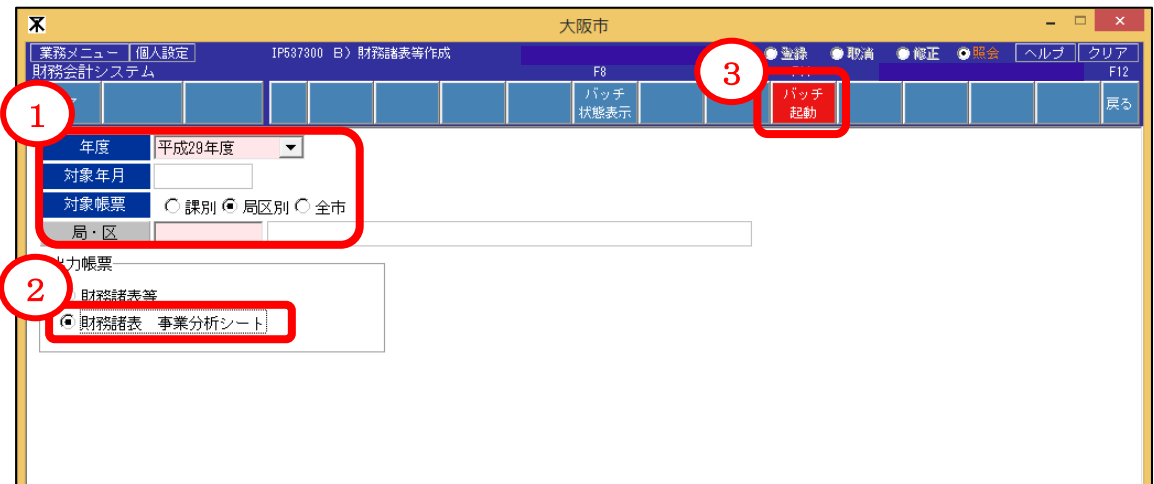 大阪市
業務メニュー 個人設定 IP537300 B) 財務諸表等作成 登録 取消 修正 照会 ヘルプ クリア
財務会計システム F8 F12
3
バッチ
状態表示
バッチ
起動
戻る
1
年度 平成29年度
対象年月
対象帳票 課別 局区別 全市
局・区
力帳票
2
財務諸表等
財務諸表 事業分析シート